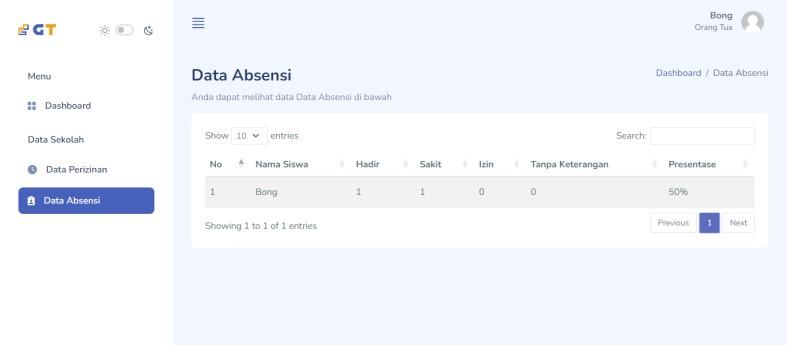 GT
Bong
Orang Tua
Menu
Dashboard
Data Sekolah
Data Perizinan
Data Absensi
Data Absensi
Dashboard / Data Absensi
Anda dapat melihat data Data Absensi di bawah
Show 10 entries
Search:
No Nama Siswa Hadir Sakit Izin Tanpa Keterangan Presentase
1 Bong 1 1 0 0 50%
Showing 1 to 1 of 1 entries
Previous 1 Next